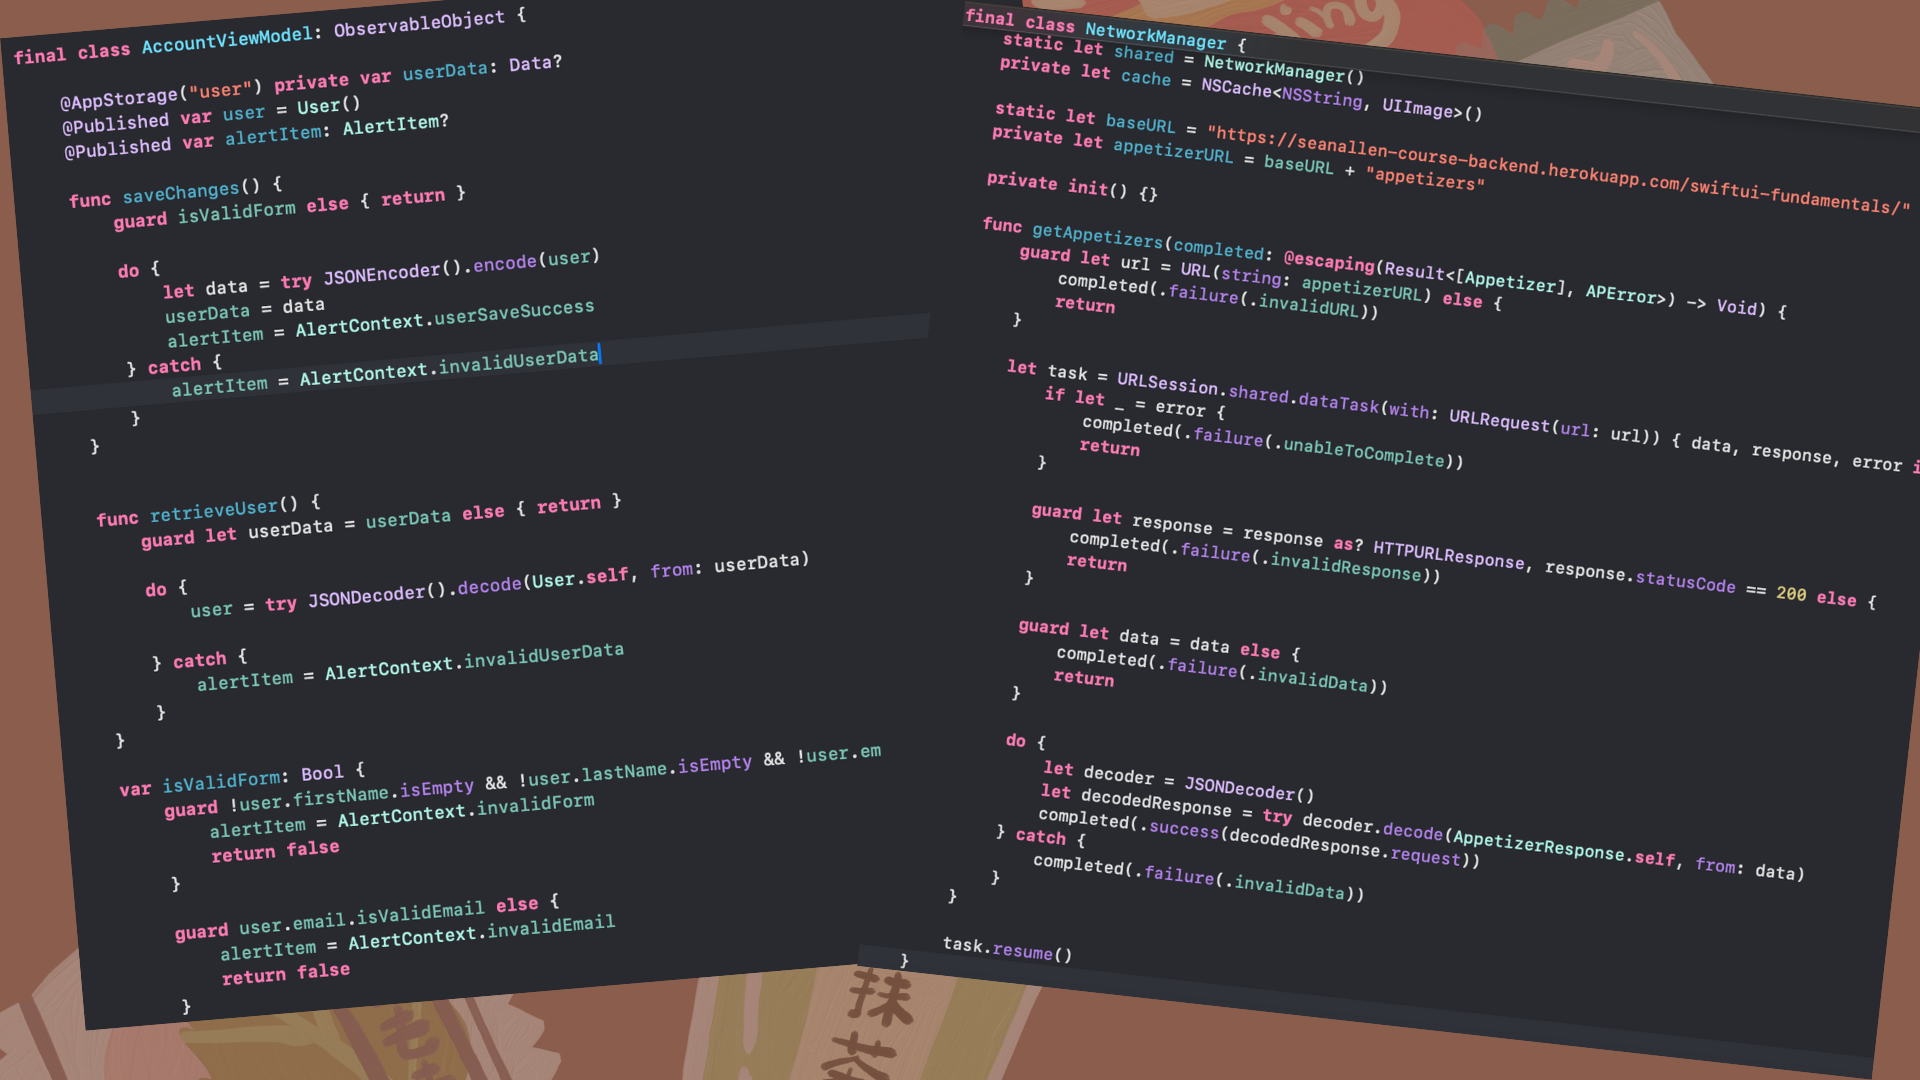 final class AccountViewModel: ObservableObject {
@AppStorage("user") private var userData: Data?
@Published var user = User()
@Published var alertItem: AlertItem?
func saveChanges() {
guard isValidForm else { return }
do {
let data = try JSONEncoder().encode(user)
userData = data
alertItem = AlertContext.userSaveSuccess
} catch {
alertItem = AlertContext.invalidUserData
}
}
func retrieveUser() {
guard let userData = userData else { return }
do {
user = try JSONDecoder().decode(User.self, from: userData)
} catch {
alertItem = AlertContext.invalidUserData
}
}
var isValidForm: Bool {
guard !user.firstName.isEmpty && !user.lastName.isEmpty && !user.em
alertItem = AlertContext.invalidForm
return false
}
guard user.email.isValidEmail else {
alertItem = AlertContext.invalidEmail
return false
}
final class NetworkManager {
static let shared = NetworkManager()
private let cache = NSCache<NSString, UIImage>()
static let baseURL = "https://seanallen-course-backend.herokuapp.com/swiftui-fundamentals/"
private let appetizerURL = baseURL + "appetizers"
private init() {}
func getAppetizers(completed: @escaping(Result<[Appetizer], APError>) -> Void) {
guard let url = URL(string: appetizerURL) else {
completed(.failure(.invalidURL))
return
}
let task = URLSession.shared.dataTask(with: URLRequest(url: url)) { data, response, error i
if let _ = error {
completed(.failure(.unableToComplete))
return
}
guard let response = response as? HTTPURLResponse, response.statusCode == 200 else {
completed(.failure(.invalidResponse))
return
}
guard let data = data else {
completed(.failure(.invalidData))
return
}
do {
let decoder = JSONDecoder()
let decodedResponse = try decoder.decode(AppetizerResponse.self, from: data)
completed(.success(decodedResponse.request))
} catch {
completed(.failure(.invalidData))
}
}
task.resume()
}
抹
茶